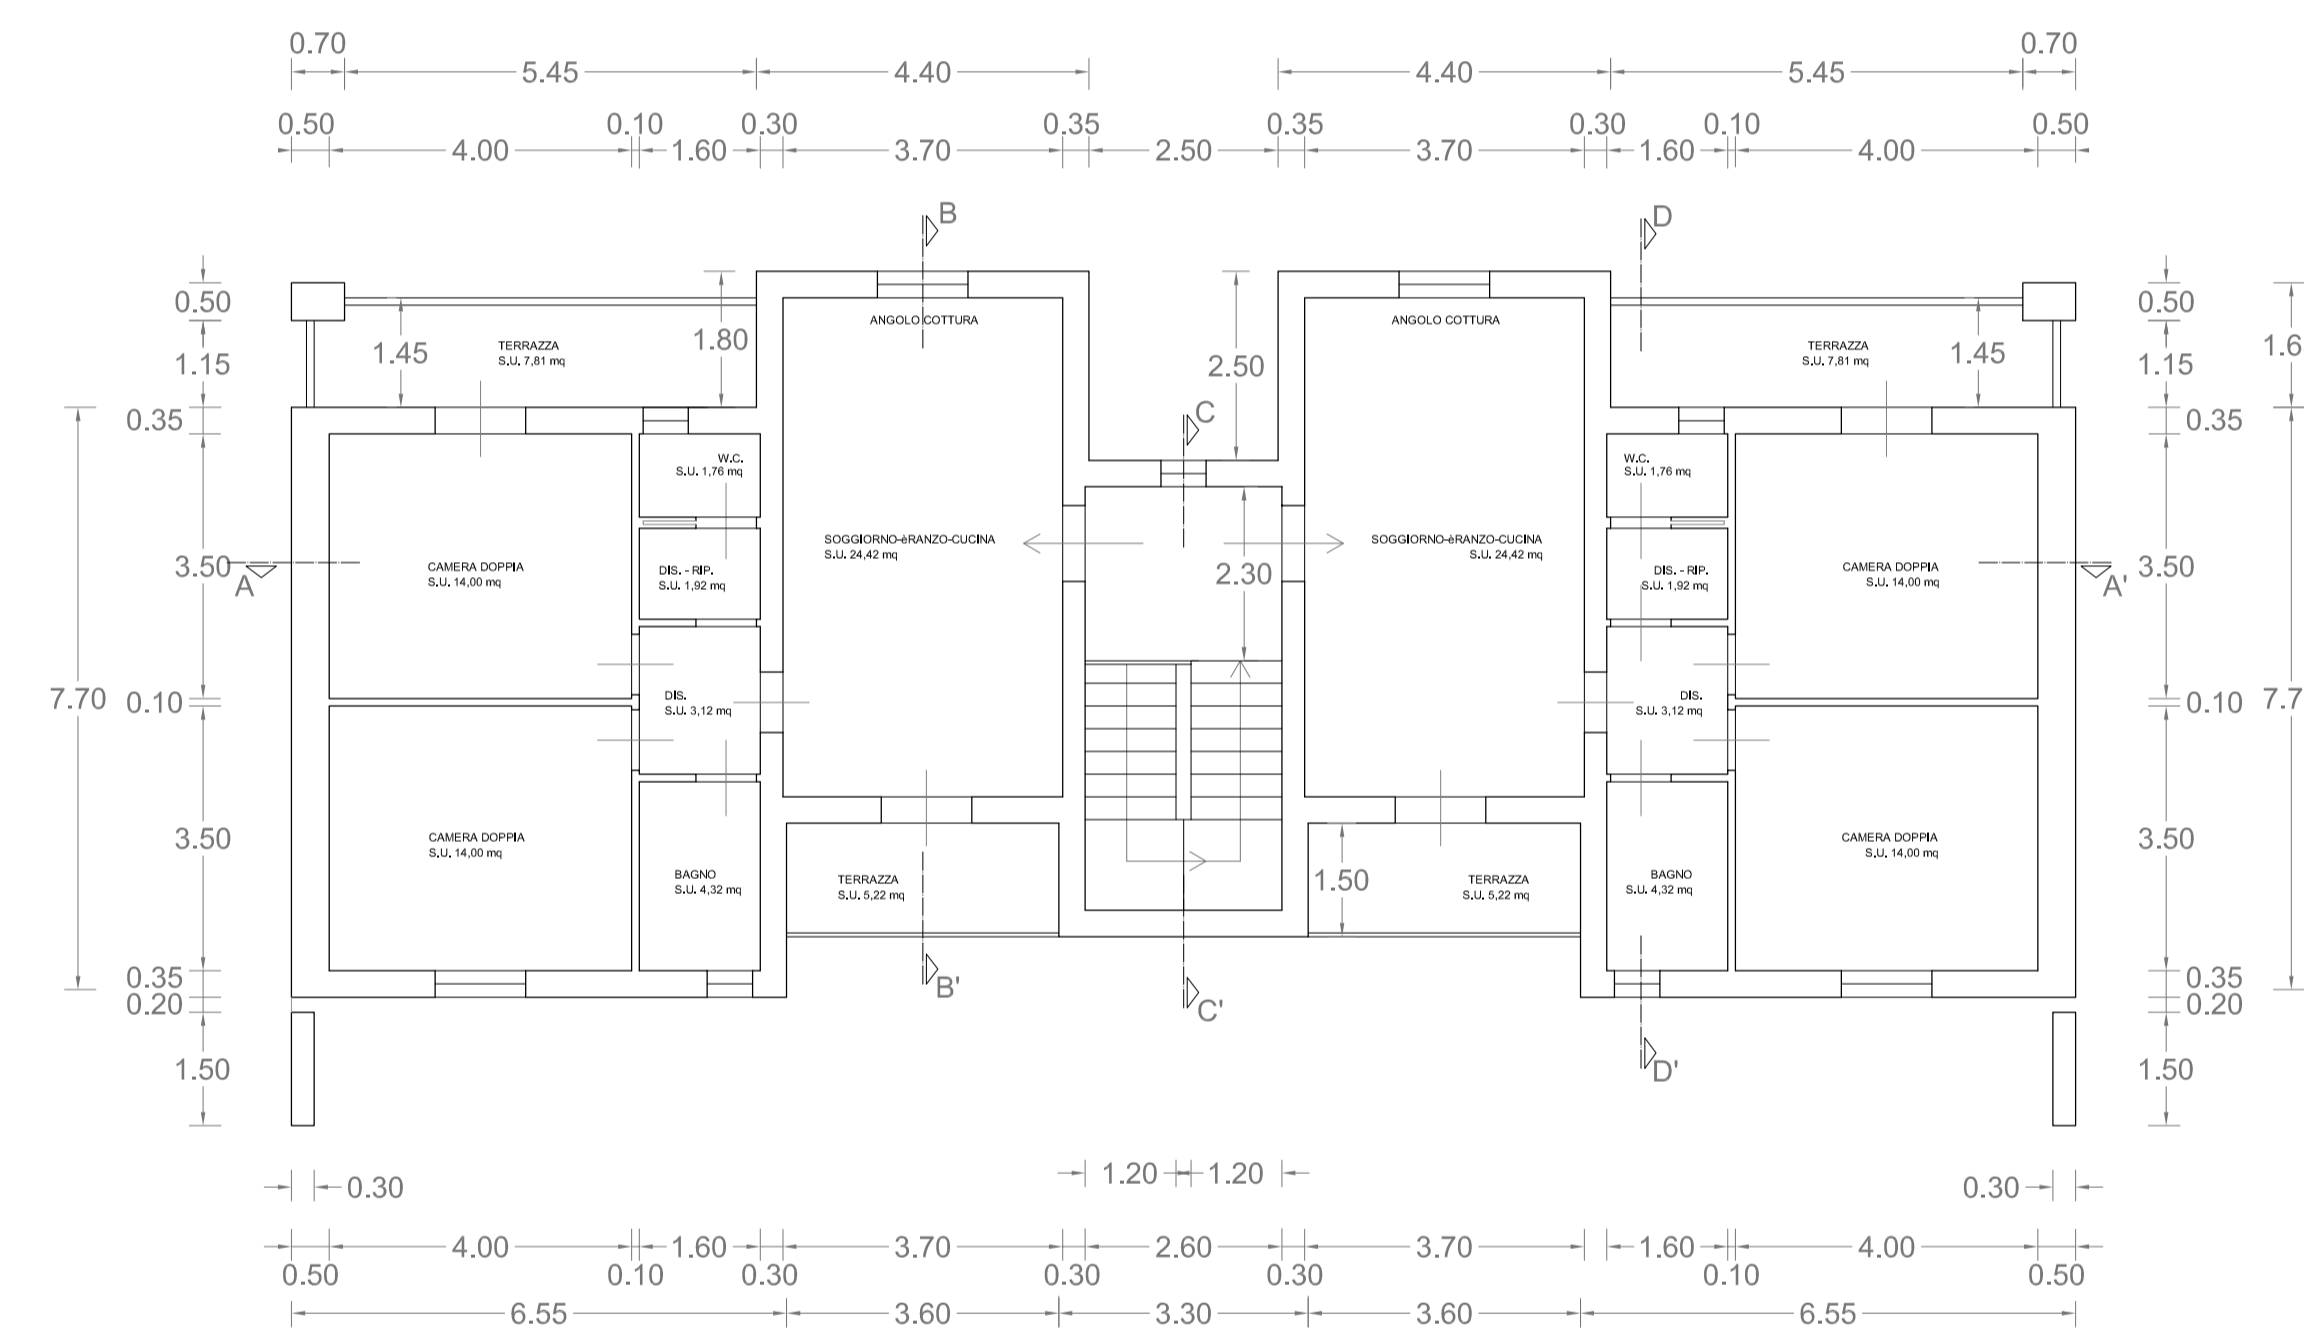 0.70 0.70
5.45 4.40 4.40 5.45
0.50 0.10 0.30 0.35 0.35 0.30 0.10 0.50
4.00 1.60 3.70 2.50 3.70 1.60 4.00
B D
0.50 0.50
ANGOLO COTTURA ANGOLO COTTURA
1.80
TERRAZZA TERRAZZA 1.6
1.45 1.45
S.U. 7,81 mq S.U. 7,81 mq
1.15 2.50 1.15
C
0.35 0.35
W.C. W.C.
S.U. 1,76 mq S.U. 1,76 mq
SOGGIORNO-èRANZO-CUCINA SOGGIORNO-èRANZO-CUCINA
S.U. 24,42 mq S.U. 24,42 mq
3.50 CAMERA DOPPIA DIS. - RIP. 2.30 DIS. - RIP. CAMERA DOPPIA 3.50
A S.U. 14,00 mq S.U. 1,92 mq S.U. 1,92 mq S.U. 14,00 mq A'
DIS. DIS.
7.70 0.10 0.10 7.7
S.U. 3,12 mq S.U. 3,12 mq
3.50 CAMERA DOPPIA CAMERA DOPPIA 3.50
S.U. 14,00 mq S.U. 14,00 mq
BAGNO TERRAZZA 1.50 TERRAZZA BAGNO
S.U. 4,32 mq S.U. 5,22 mq S.U. 5,22 mq S.U. 4,32 mq
0.35 0.35
B'
0.20 C' 0.20
1.50 D' 1.50
1.20 1.20
0.30 0.30
4.00 1.60 3.70 2.60 3.70 1.60 4.00
0.50 0.10 0.30 0.30 0.30 0.10 0.50
6.55 3.60 3.30 3.60 6.55